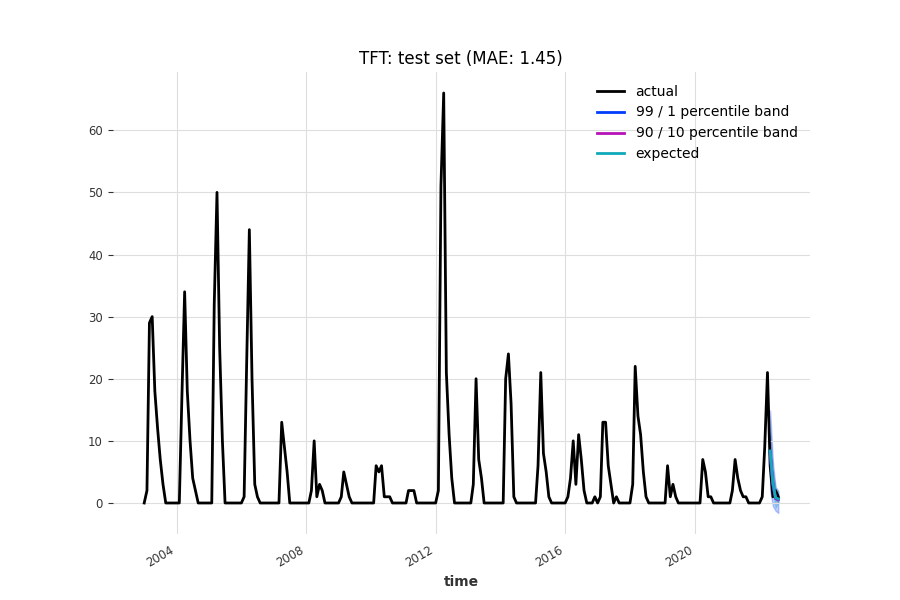 TFT: test set (MAE: 1.45)
actual
99 / 1 percentile band
90 / 10 percentile band
expected
60
50
40
30
20
10
0
2004
2008
2012
2016
2020
time